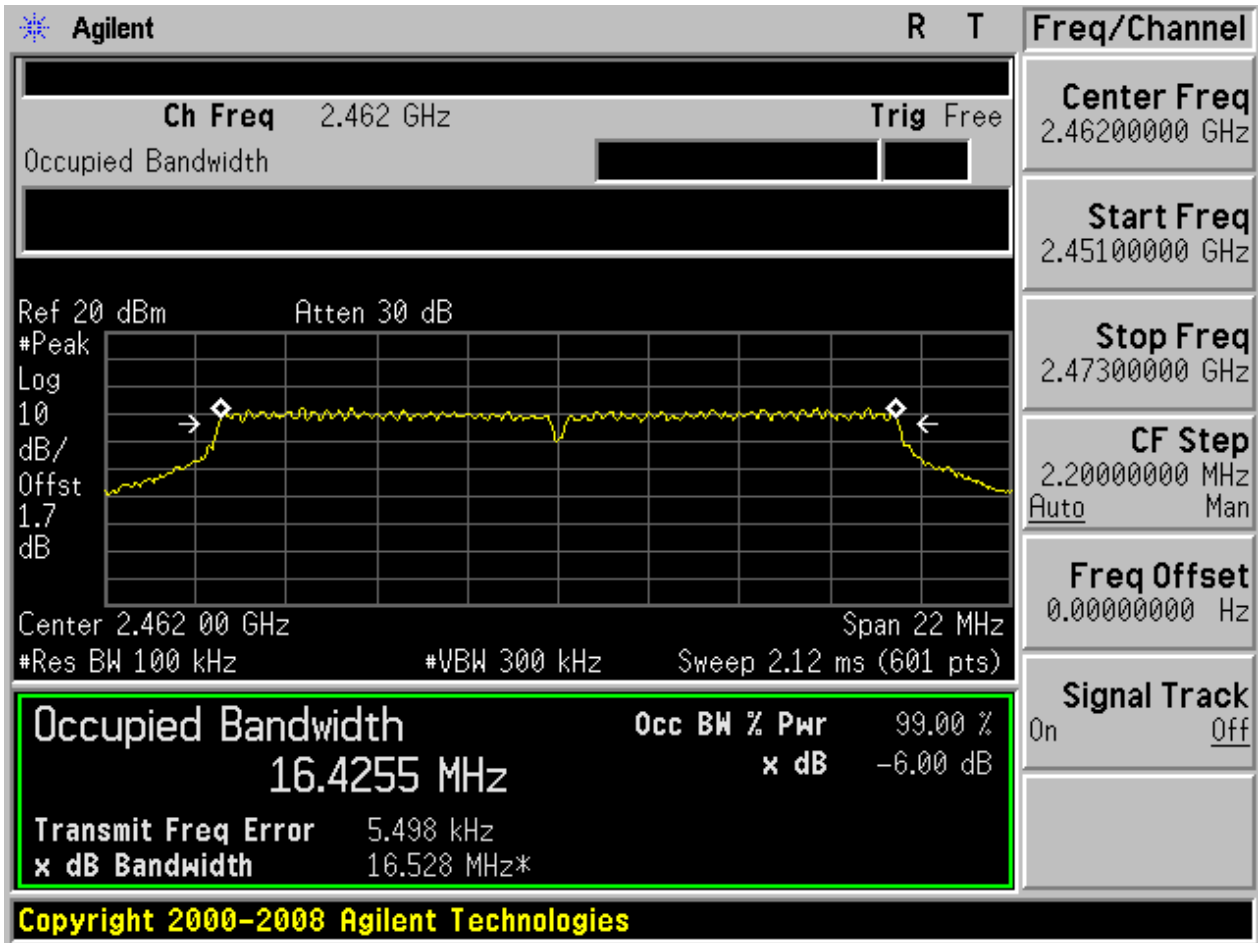 Agilent R T
Ch Freq 2.462 GHz Trig Free
Occupied Bandwidth
Ref 20 dBm Atten 30 dB
#Peak
Log
10
dB/
Offst
1.7
dB
Center 2.462 00 GHz Span 22 MHz
#Res BW 100 kHz #VBW 300 kHz Sweep 2.12 ms (601 pts)
Occupied Bandwidth
16.4255 MHz
Occ BW % Pwr 99.00 %
x dB -6.00 dB
Transmit Freq Error 5.498 kHz
x dB Bandwidth 16.528 MHz*
Freq/Channel
Center Freq
2.46200000 GHz
Start Freq
2.45100000 GHz
Stop Freq
2.47300000 GHz
CF Step
2.20000000 MHz
Auto Man
Freq Offset
0.00000000 Hz
Signal Track
On Off
Copyright 2000-2008 Agilent Technologies